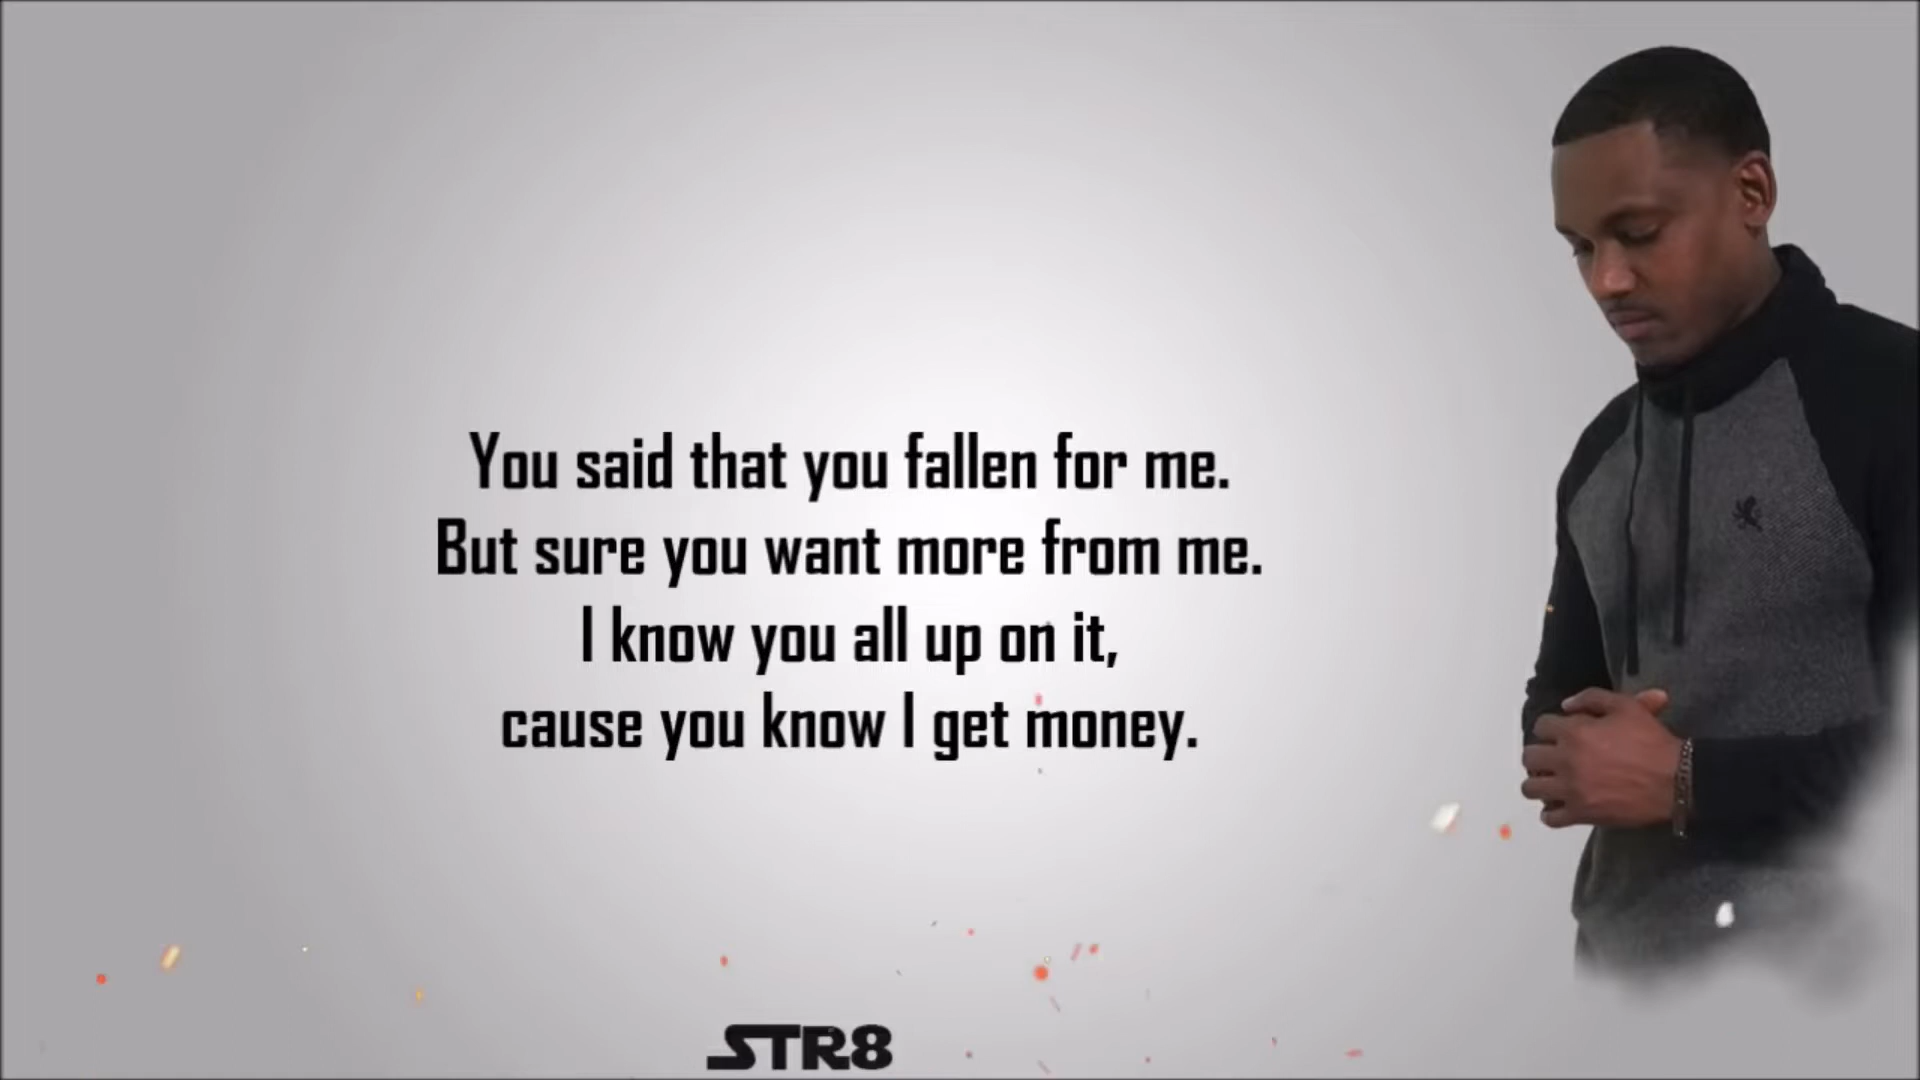 You said that you fallen for me.
But sure you want more from me.
I know you all up on it,
cause you know I get money.
STR8